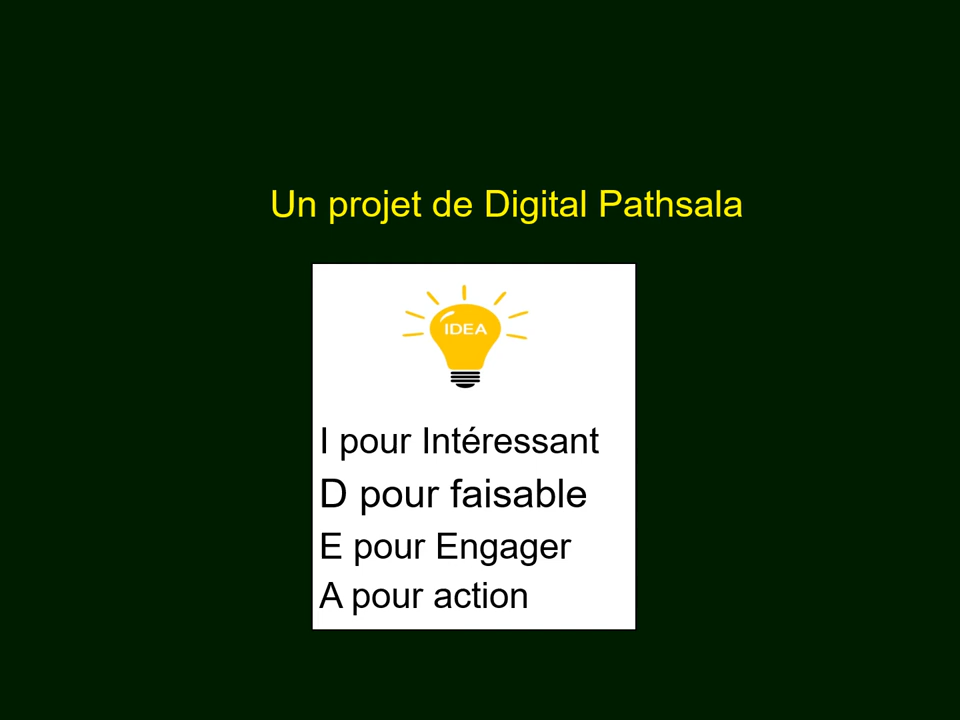 Un projet de Digital Pathsala
IDEA
I pour Intéressant
D pour faisable
E pour Engager
A pour action